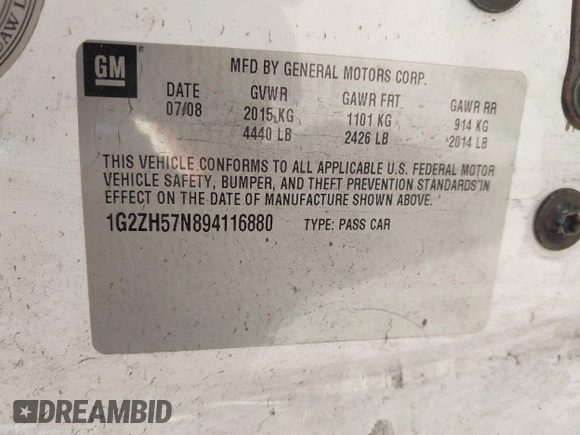 UAW
GM
MFD BY GENERAL MOTORS CORP.
DATE GVWR GAWR FRT. GAWR RR
07/08 2015 KG 1101 KG 914 KG
4440 LB 2426 LB 2014 LB
THIS VEHICLE CONFORMS TO ALL APPLICABLE U.S. FEDERAL MOTOR
VEHICLE SAFETY, BUMPER, AND THEFT PREVENTION STANDARDS IN
EFFECT ON THE DATE OF MANUFACTURE SHOWN ABOVE.
1G2ZH57N894116880 TYPE: PASS CAR
DREAMBID